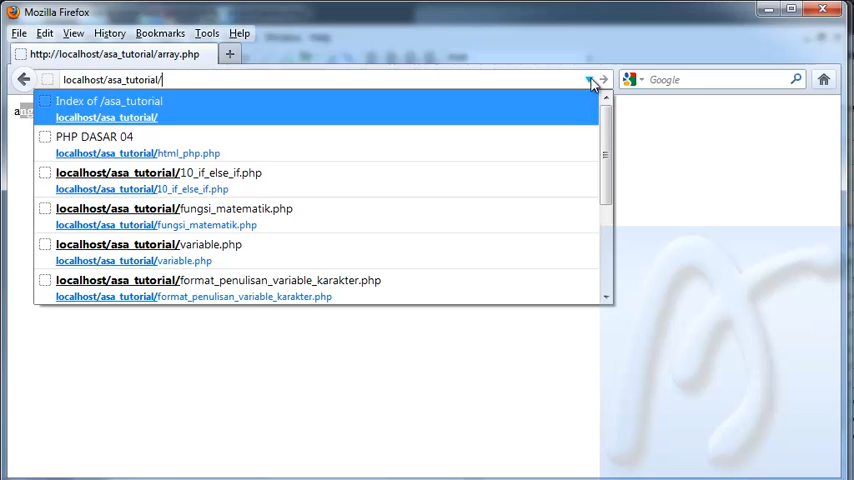 Mozilla Firefox
File Edit View History Bookmarks Tools Help
http://localhost/asa_tutorial/array.php
localhost/asa_tutorial/
Google
Index of /asa_tutorial
localhost/asa_tutorial/
PHP DASAR 04
localhost/asa_tutorial/html_php.php
localhost/asa_tutorial/10_if_else_if.php
localhost/asa_tutorial/10_if_else_if.php
localhost/asa_tutorial/fungsi_matematik.php
localhost/asa_tutorial/fungsi_matematik.php
localhost/asa_tutorial/variable.php
localhost/asa_tutorial/variable.php
localhost/asa_tutorial/format_penulisan_variable_karakter.php
localhost/asa_tutorial/format_penulisan_variable_karakter.php